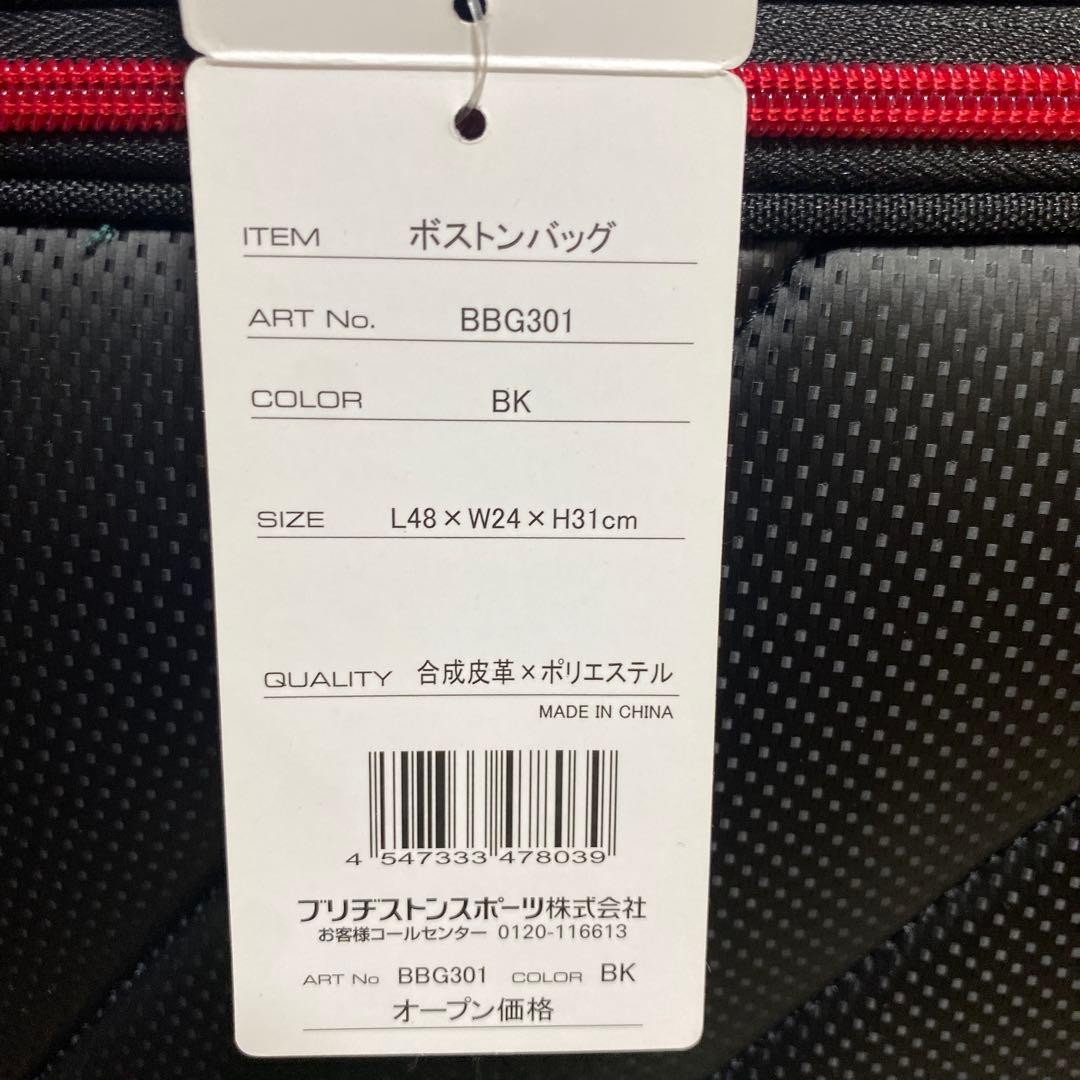 ITEM ボストンバッグ
ART No. BBG301
COLOR BK
SIZE L48×W24×H31cm
QUALITY 合成皮革×ポリエステル
MADE IN CHINA
4 547333 478039
ブリヂストンスポーツ株式会社
お客様コールセンター 0120-116613
ART No BBG301 COLOR BK
オープン価格